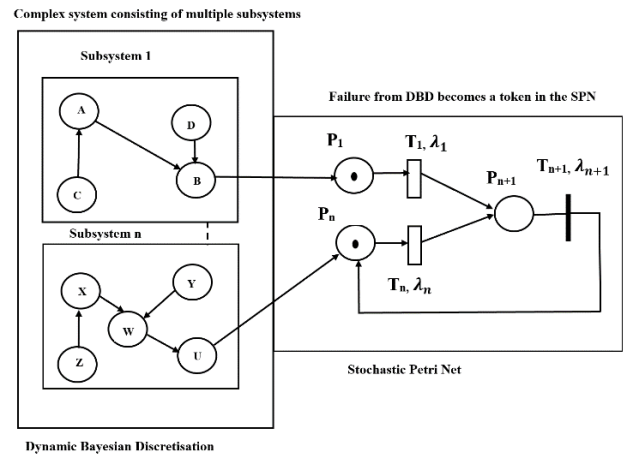 Complex system consisting of multiple subsystems
Subsystem 1
Failure from DBD becomes a token in the SPN
A
D
B
C
P1
T1, λ1
Pn+1
Tn+1, λn+1
Subsystem n
Pn
Tn, λn
X
Y
W
Z
U
Stochastic Petri Net
Dynamic Bayesian Discretisation